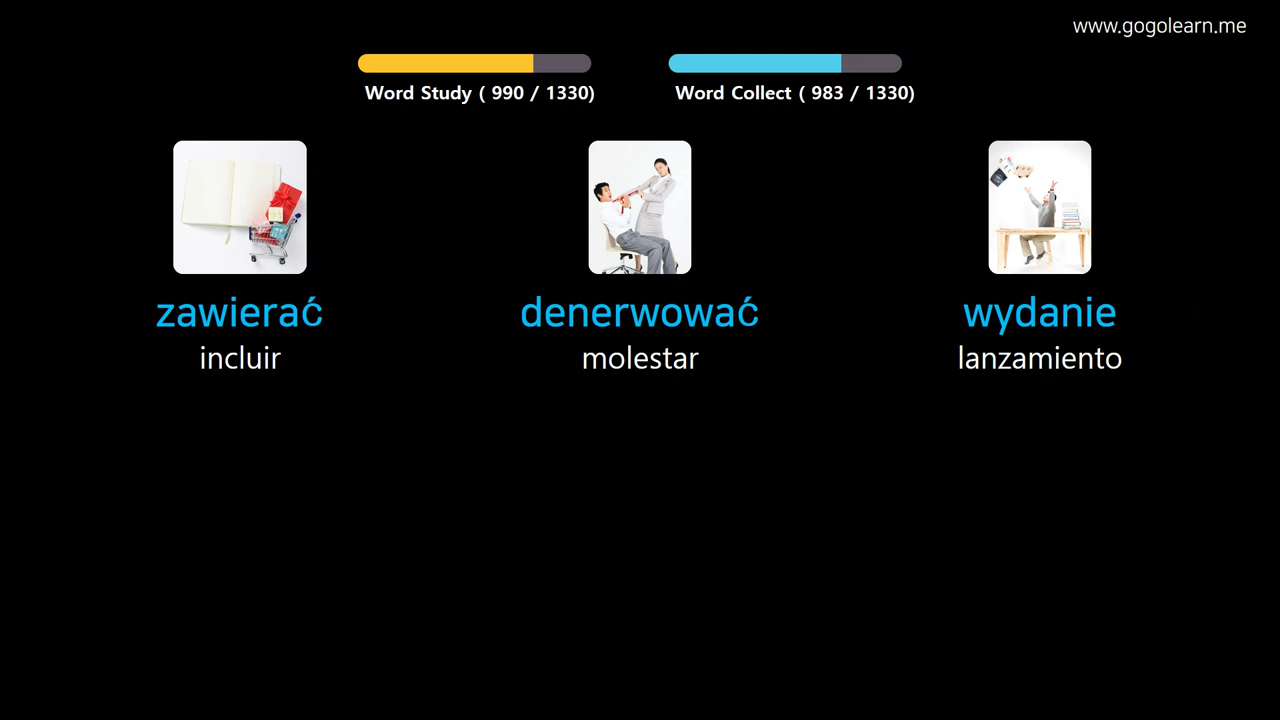 www.gogolearn.me
Word Study ( 990 / 1330)
Word Collect ( 983 / 1330)
zawierać
denerwować
wydanie
incluir
molestar
lanzamiento